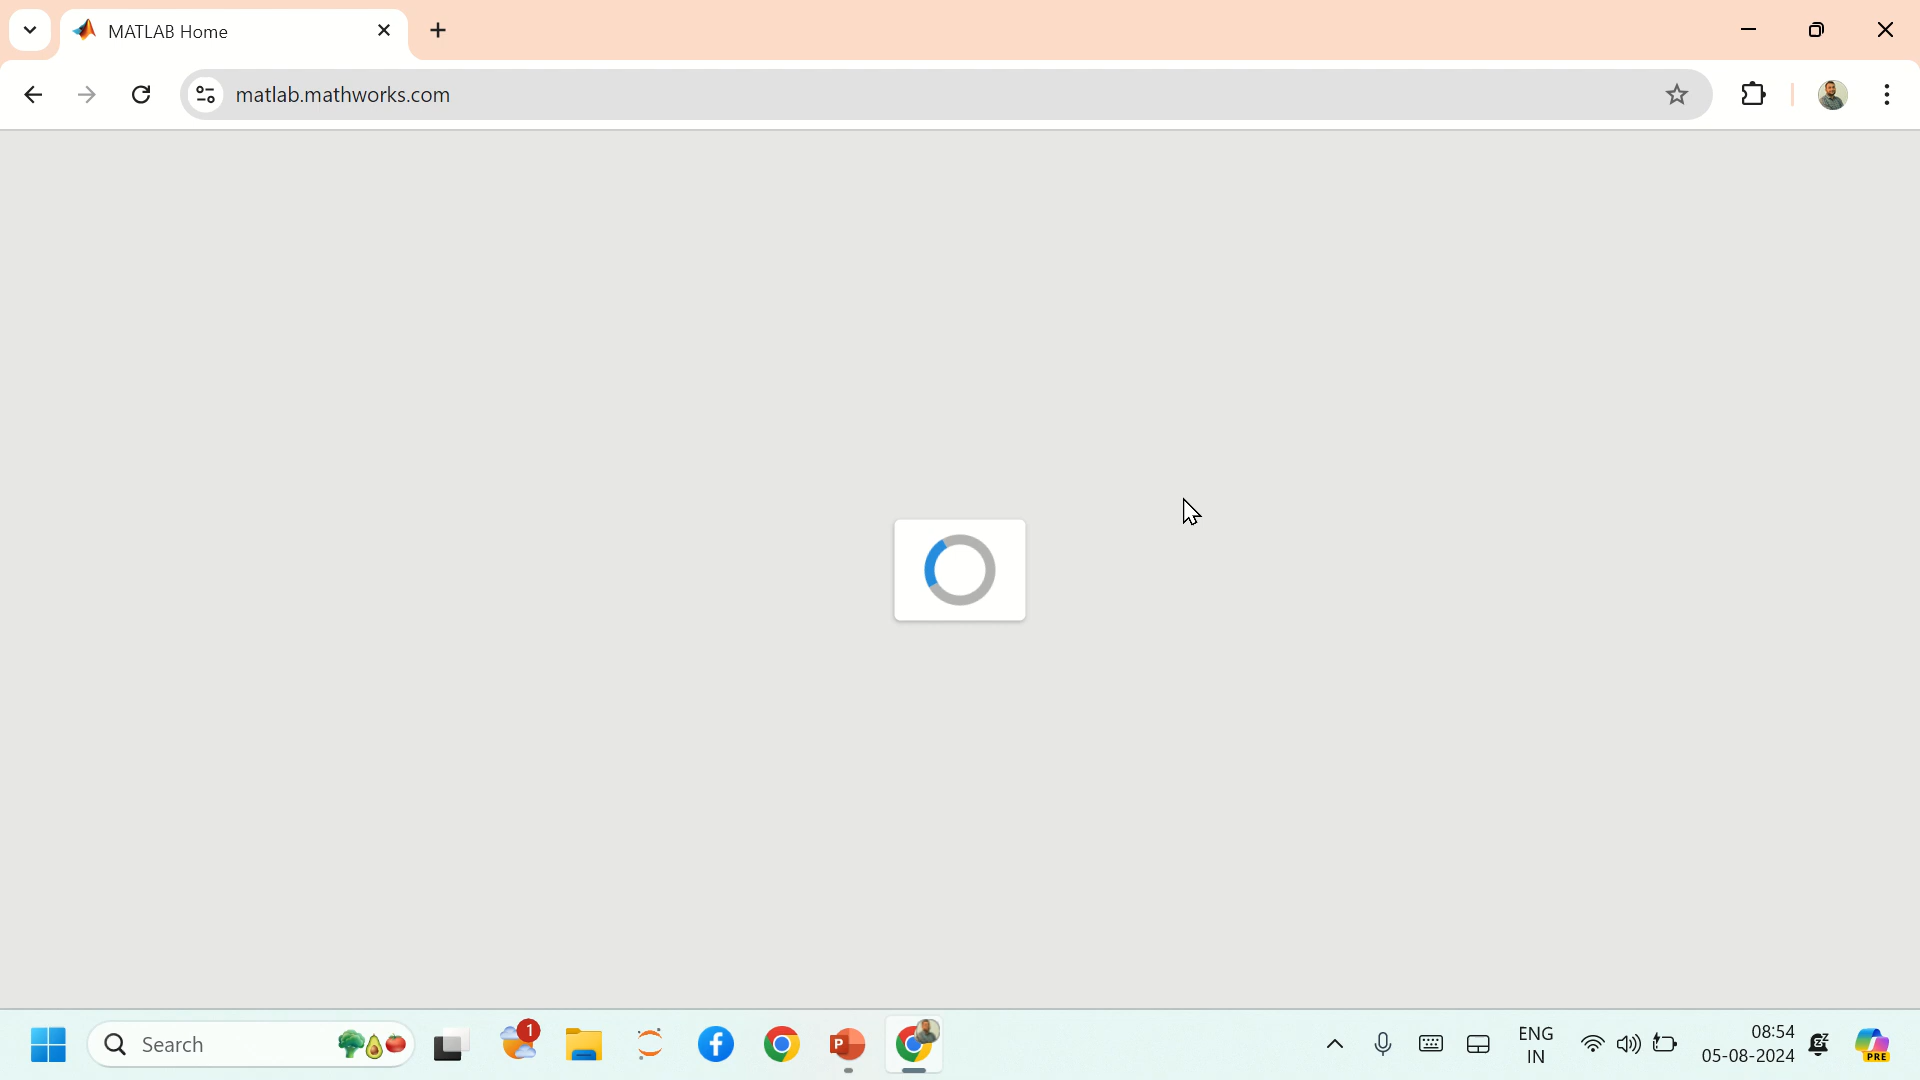 MATLAB Home
matlab.mathworks.com
Search
1
P
ENG
IN
08:54
05-08-2024
PRE